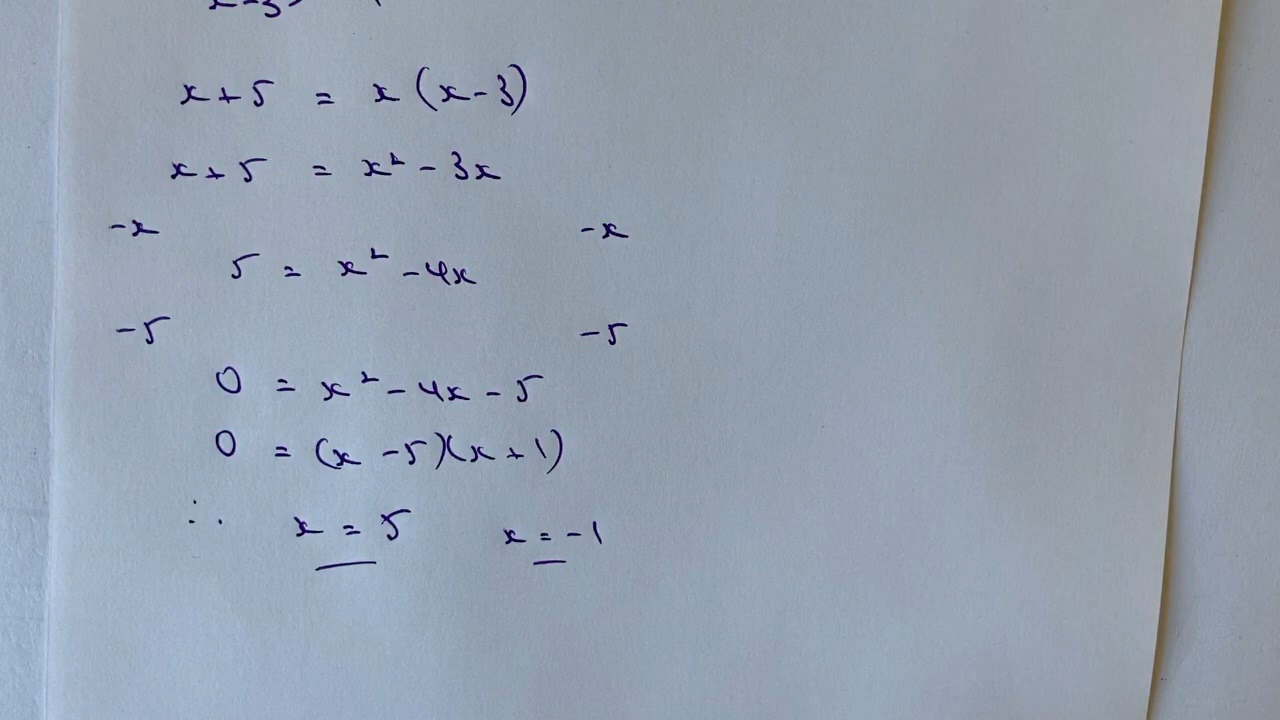 x-3
x + 5 = x (x - 3)
x + 5 = x² - 3x
-x -x
5 = x² - 4x
-5 -5
0 = x² - 4x - 5
0 = (x - 5)(x + 1)
∴ x = 5 x = -1